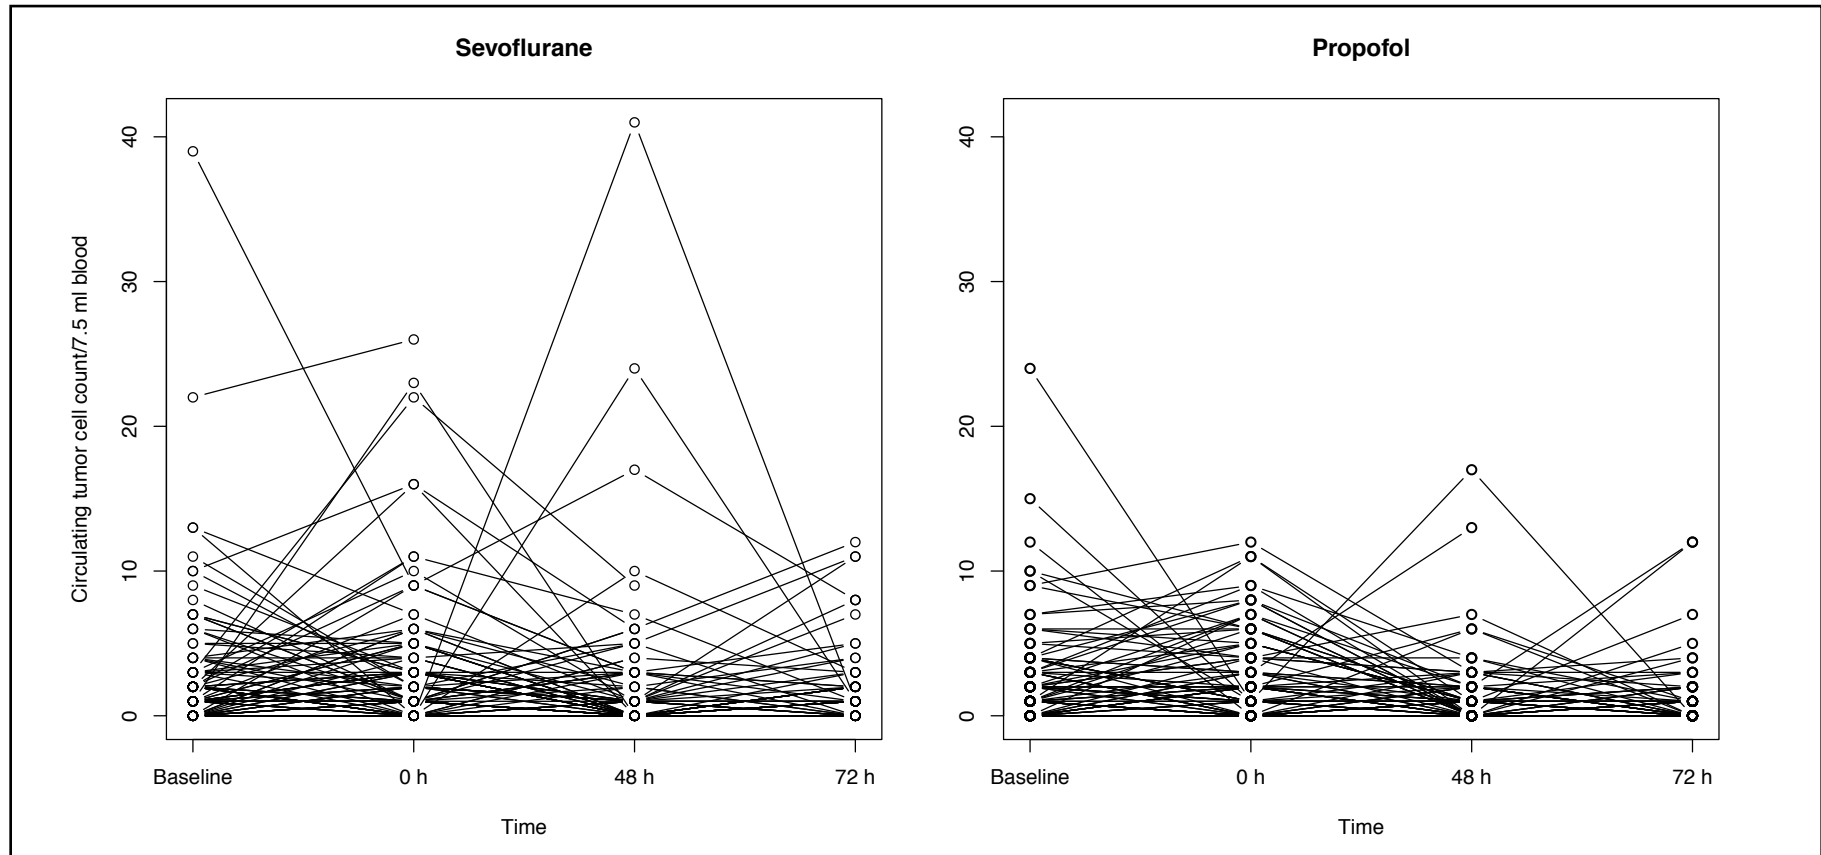 Sevoflurane
Propofol
Circulating tumor cell count/7.5 ml blood
40
30
20
10
0
Baseline
0 h
48 h
72 h
Time
40
30
20
10
0
Baseline
0 h
48 h
72 h
Time